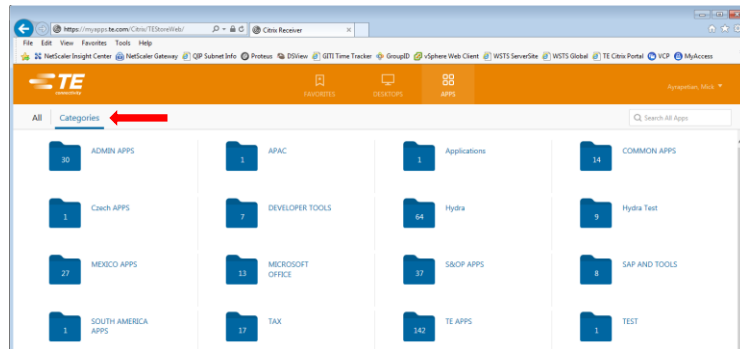 https://myapps.te.com/Citrix/TEStoreWeb/
Citrix Receiver
File Edit View Favorites Tools Help
NetScaler Insight Center NetScaler Gateway QIP Subnet Info Proteus DSView GITI Time Tracker GroupID vSphere Web Client WSTS ServerSite WSTS Global TE Citrix Portal VCP MyAccess
TE
connectivity
FAVORITES DESKTOPS APPS
Ayrapetian, Mick
All Categories
Search All Apps
30 ADMIN APPS
1 APAC
1 Applications
14 COMMON APPS
1 Czech APPS
7 DEVELOPER TOOLS
64 Hydra
9 Hydra Test
27 MEXICO APPS
13 MICROSOFT
OFFICE
37 S&OP APPS
8 SAP AND TOOLS
1 SOUTH AMERICA
APPS
17 TAX
142 TE APPS
1 TEST